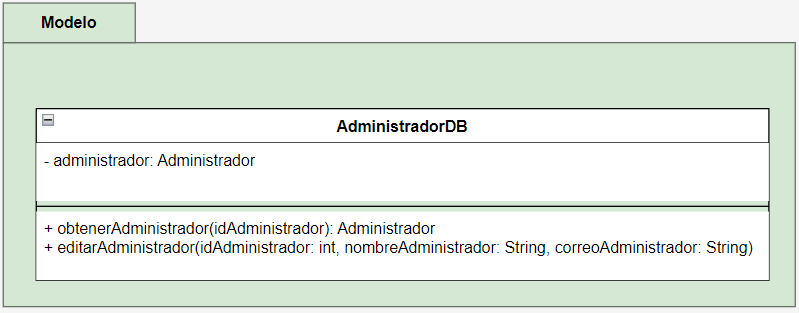 Modelo
AdministradorDB
- administrador: Administrador
+ obtenerAdministrador(idAdministrador): Administrador
+ editarAdministrador(idAdministrador: int, nombreAdministrador: String, correoAdministrador: String)